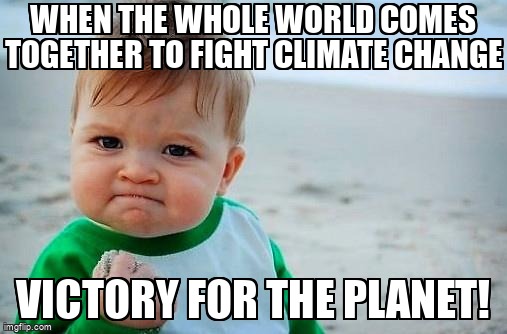 WHEN THE WHOLE WORLD COMES
TOGETHER TO FIGHT CLIMATE CHANGE
VICTORY FOR THE PLANET!
imgflip.com